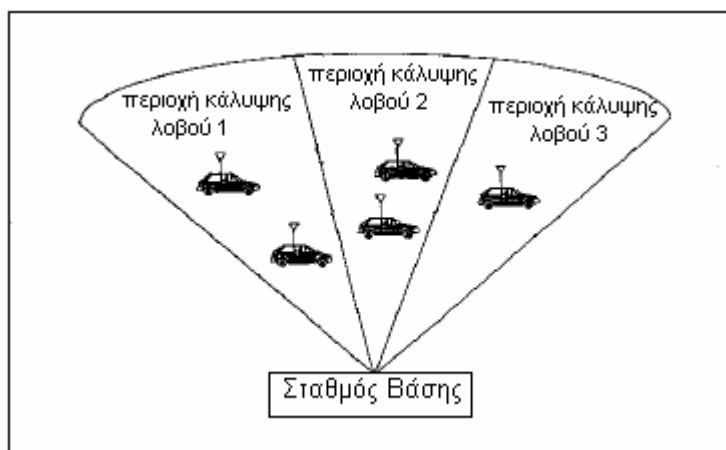 περιοχή κάλυψης
λοβού 1
περιοχή κάλυψης
λοβού 2
περιοχή κάλυψης
λοβού 3
Σταθμός Βάσης